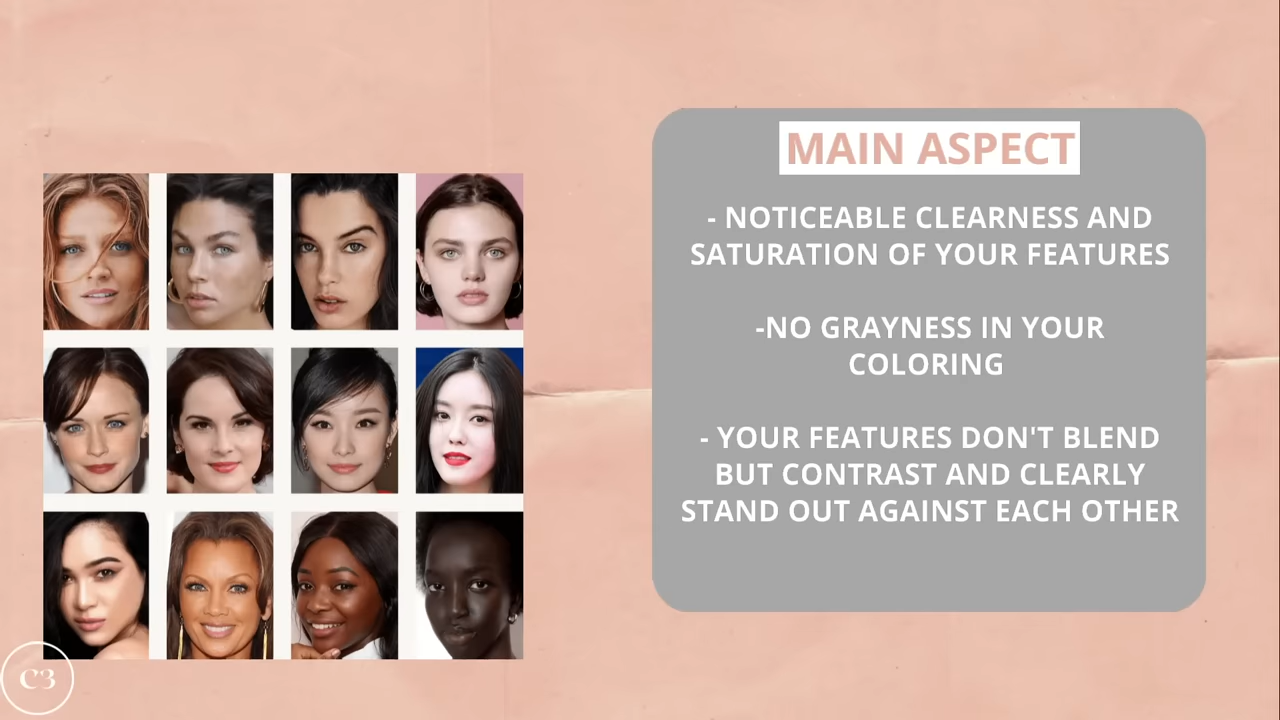 MAIN ASPECT
- NOTICEABLE CLEARNESS AND
SATURATION OF YOUR FEATURES
-NO GRAYNESS IN YOUR
COLORING
- YOUR FEATURES DON'T BLEND
BUT CONTRAST AND CLEARLY
STAND OUT AGAINST EACH OTHER
C3